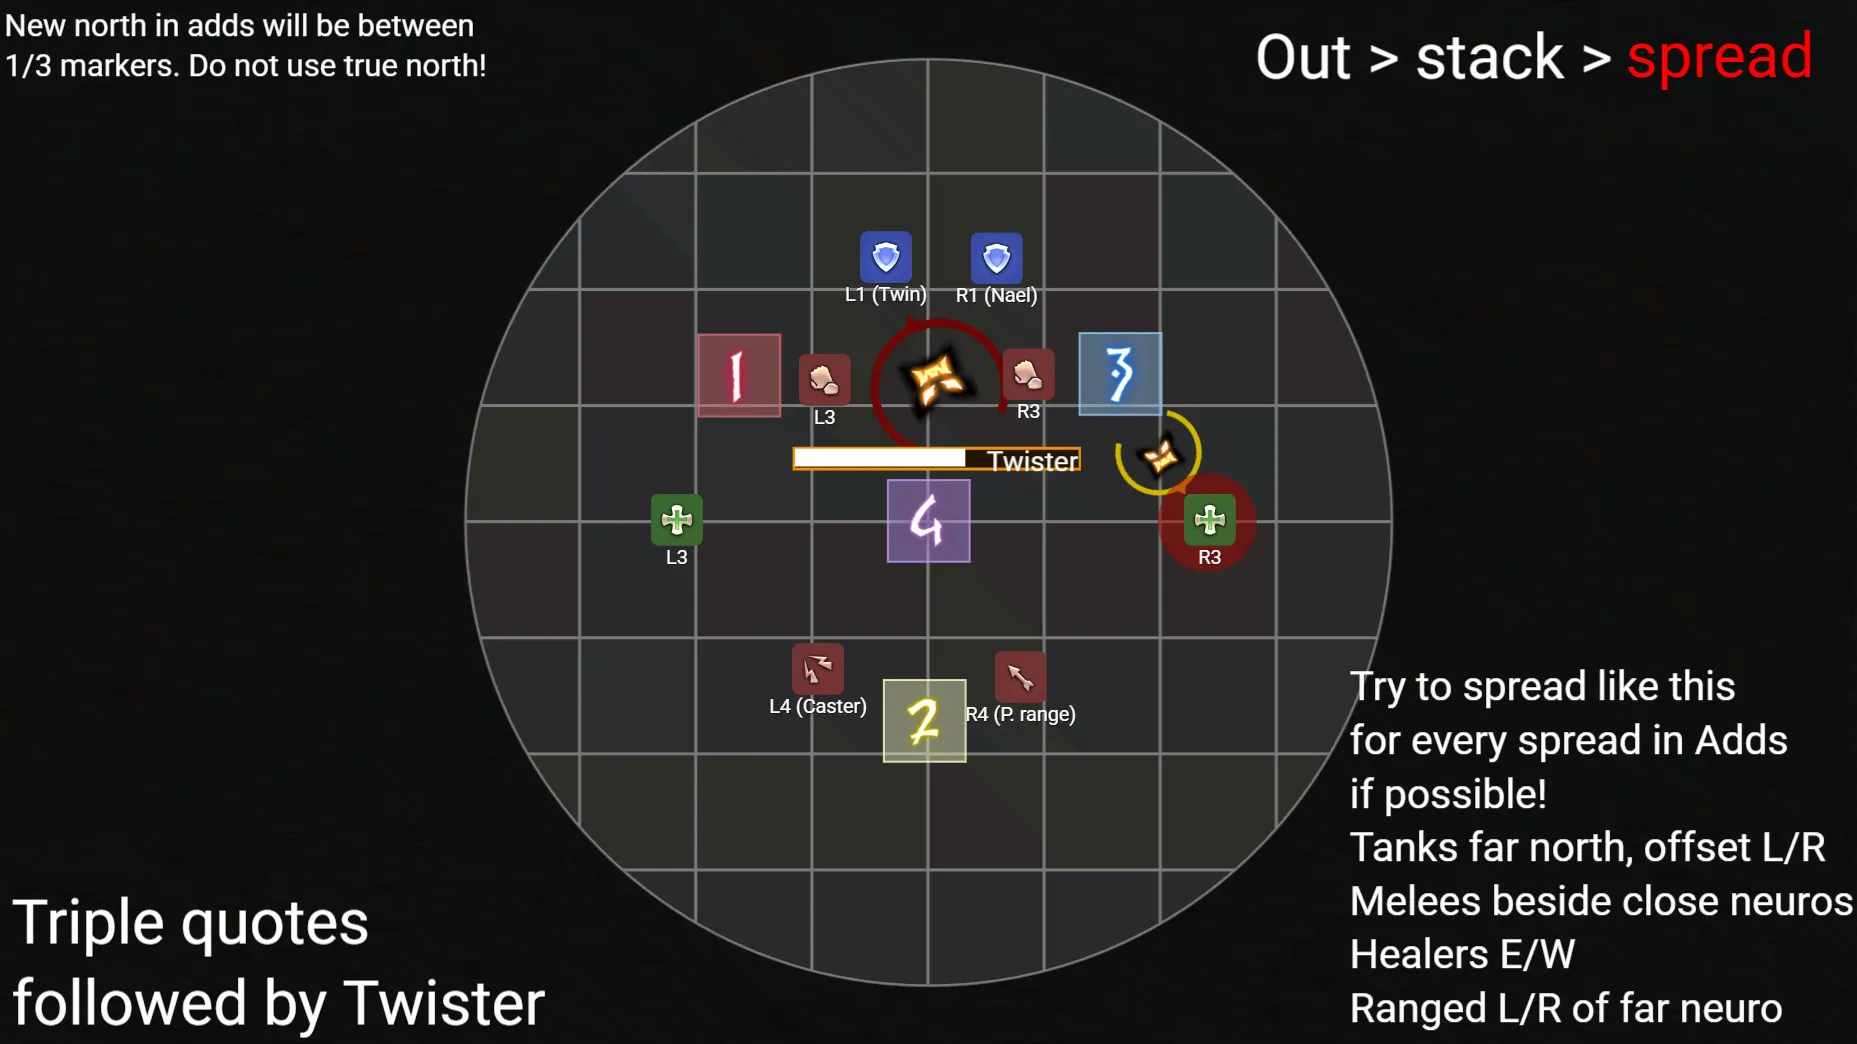 New north in adds will be between
1/3 markers. Do not use true north!
Out > stack > spread
L1 (Twin)
R1 (Nael)
1
3
L3
R3
Twister
4
L3
R3
L4 (Caster)
2
R4 (P. range)
Try to spread like this
for every spread in Adds
if possible!
Tanks far north, offset L/R
Melees beside close neuros
Healers E/W
Ranged L/R of far neuro
Triple quotes
followed by Twister